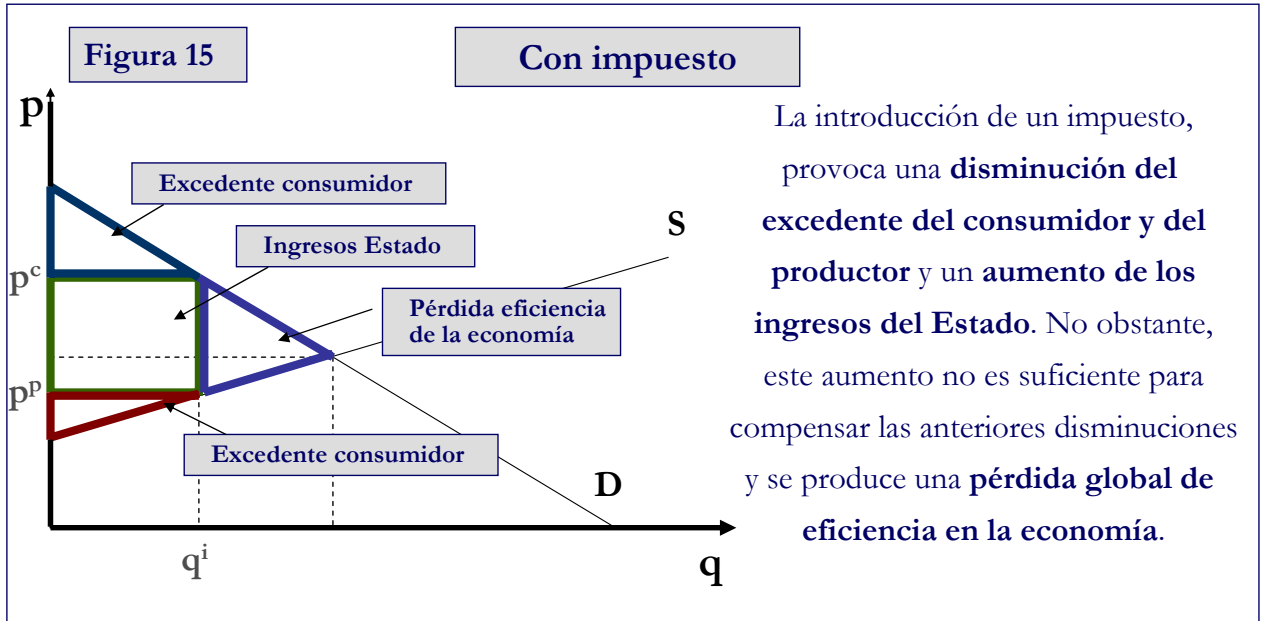 Figura 15
Con impuesto
p
Excedente consumidor
Ingresos Estado
S
p^c
Pérdida eficiencia
de la economía
p^p
Excedente consumidor
D
q^i
q
La introducción de un impuesto,
provoca una disminución del
excedente del consumidor y del
productor y un aumento de los
ingresos del Estado. No obstante,
este aumento no es suficiente para
compensar las anteriores disminuciones
y se produce una pérdida global de
eficiencia en la economía.